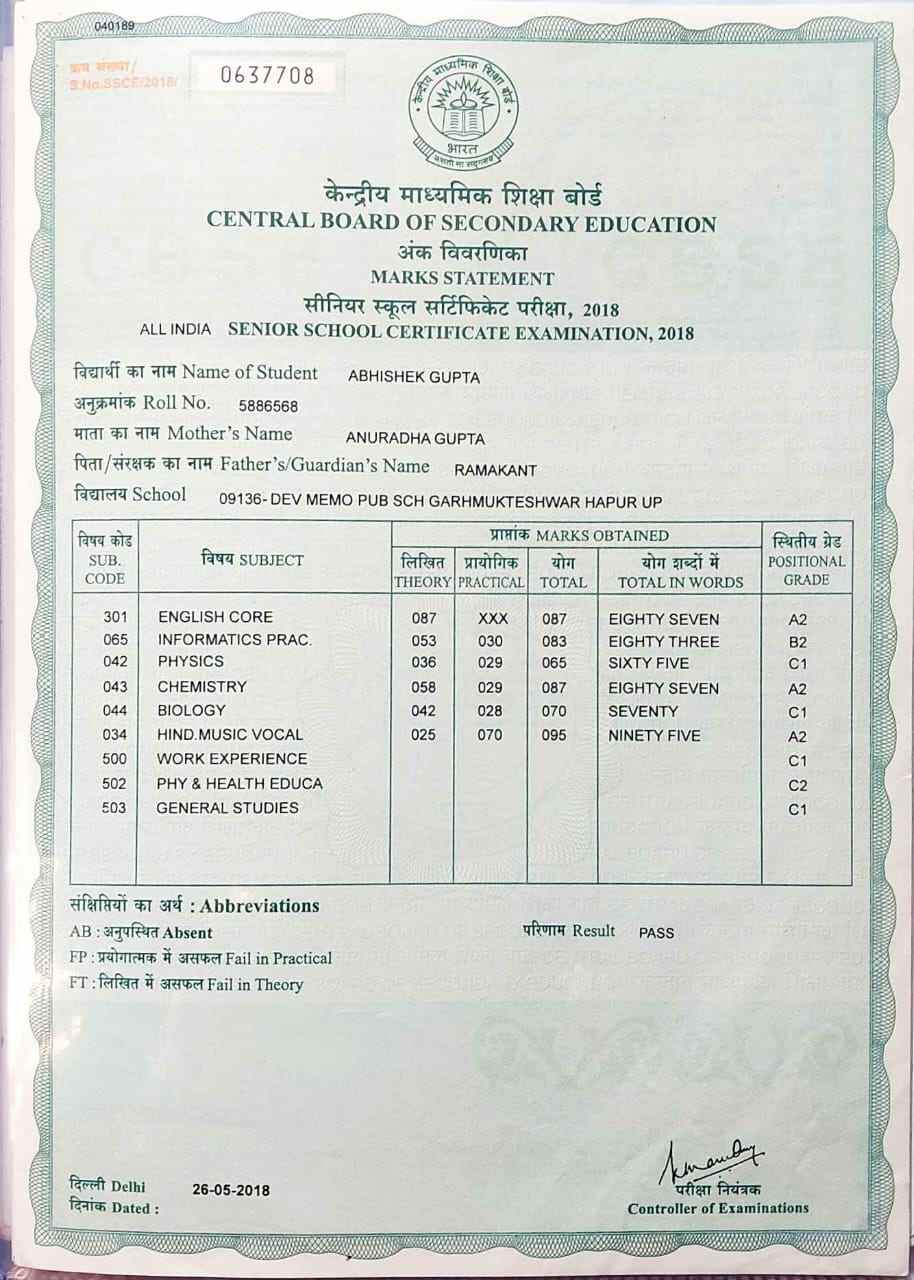 040189
क्रम संख्या/
S.No.SSCE/2018/ 0637708
केन्द्रीय माध्यमिक शिक्षा बोर्ड
भारत
असतो मा सद्गमय
केन्द्रीय माध्यमिक शिक्षा बोर्ड
CENTRAL BOARD OF SECONDARY EDUCATION
अंक विवरणिका
MARKS STATEMENT
सीनियर स्कूल सर्टिफिकेट परीक्षा, 2018
ALL INDIA SENIOR SCHOOL CERTIFICATE EXAMINATION, 2018
विद्यार्थी का नाम Name of Student ABHISHEK GUPTA
अनुक्रमांक Roll No. 5886568
माता का नाम Mother's Name ANURADHA GUPTA
पिता/संरक्षक का नाम Father's/Guardian's Name RAMAKANT
विद्यालय School 09136- DEV MEMO PUB SCH GARHMUKTESHWAR HAPUR UP
विषय कोड SUB. CODE विषय SUBJECT प्राप्तांक MARKS OBTAINED स्थितीय ग्रेड POSITIONAL GRADE
लिखित THEORY प्रायोगिक PRACTICAL योग TOTAL योग शब्दों में TOTAL IN WORDS
301 ENGLISH CORE 087 XXX 087 EIGHTY SEVEN A2
065 INFORMATICS PRAC. 053 030 083 EIGHTY THREE B2
042 PHYSICS 036 029 065 SIXTY FIVE C1
043 CHEMISTRY 058 029 087 EIGHTY SEVEN A2
044 BIOLOGY 042 028 070 SEVENTY C1
034 HIND.MUSIC VOCAL 025 070 095 NINETY FIVE A2
500 WORK EXPERIENCE C1
502 PHY & HEALTH EDUCA C2
503 GENERAL STUDIES C1
संक्षिप्तियों का अर्थ : Abbreviations
AB : अनुपस्थित Absent परिणाम Result PASS
FP : प्रयोगात्मक में असफल Fail in Practical
FT : लिखित में असफल Fail in Theory
दिल्ली Delhi
दिनांक Dated : 26-05-2018
परीक्षा नियंत्रक
Controller of Examinations